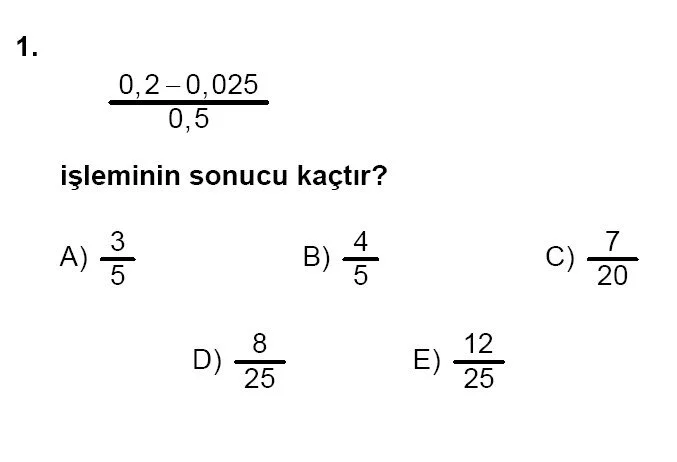 1.
0,2 – 0,025
0,5
işleminin sonucu kaçtır?
A) 3/5 B) 4/5 C) 7/20
D) 8/25 E) 12/25